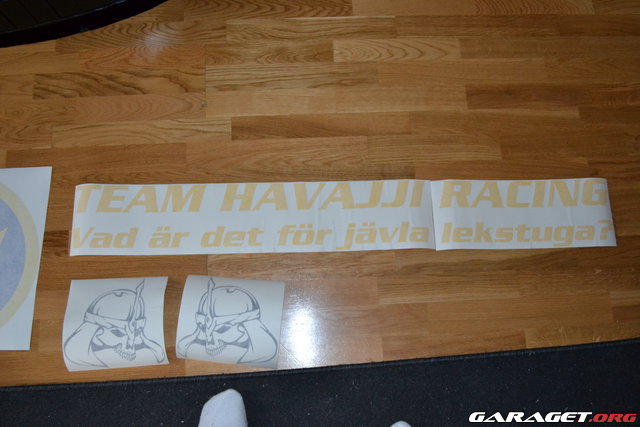 TEAM HAVAJJI RACING
Vad är det för jävla lekstuga?
GARAGET.ORG